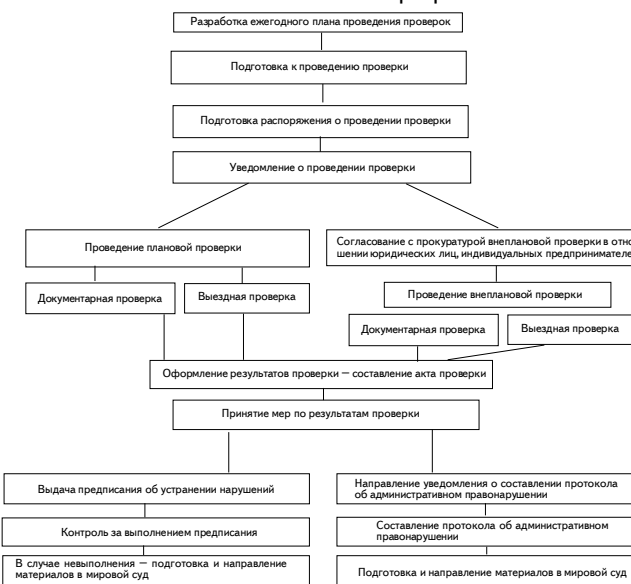 Разработка ежегодного плана проведения проверок
Подготовка к проведению проверки
Подготовка распоряжения о проведении проверки
Уведомление о проведении проверки
Проведение плановой проверки
Согласование с прокуратурой внеплановой проверки в отно
шении юридических лиц, индивидуальных предпринимателе
Документарная проверка
Выездная проверка
Проведение внеплановой проверки
Документарная проверка
Выездная проверка
Оформление результатов проверки – составление акта проверки
Принятие мер по результатам проверки
Выдача предписания об устранении нарушений
Направление уведомления о составлении протокола
об административном правонарушении
Контроль за выполнением предписания
Составление протокола об административном
правонарушении
В случае невыполнения – подготовка и направление
материалов в мировой суд
Подготовка и направление материалов в мировой суд